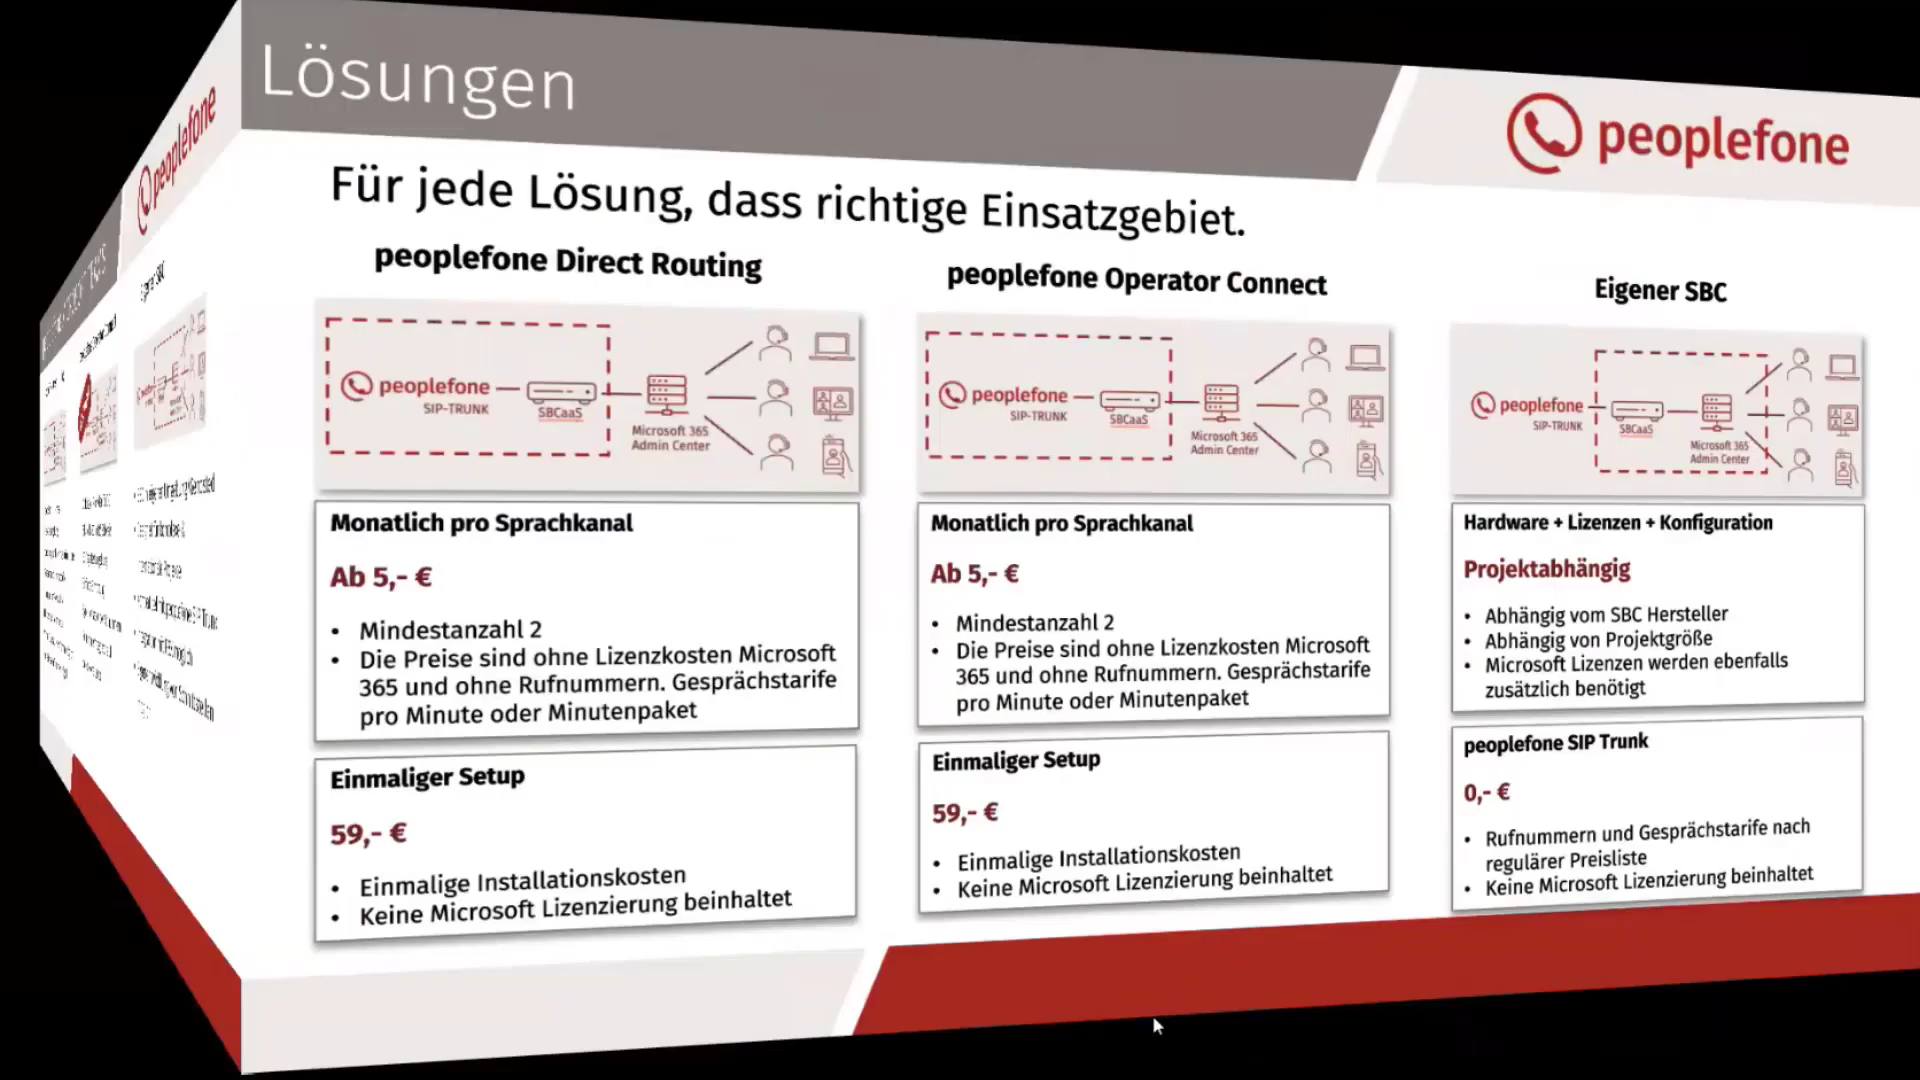 Lösungen
peoplefone
peoplefone
Für jede Lösung, dass richtige Einsatzgebiet.
peoplefone Direct Routing
peoplefone
SIP-TRUNK
SBCaaS
Microsoft 365
Admin Center
Monatlich pro Sprachkanal
Ab 5,- €
• Mindestanzahl 2
• Die Preise sind ohne Lizenzkosten Microsoft
365 und ohne Rufnummern. Gesprächstarife
pro Minute oder Minutenpaket
Einmaliger Setup
59,- €
• Einmalige Installationskosten
• Keine Microsoft Lizenzierung beinhaltet
peoplefone Operator Connect
peoplefone
SIP-TRUNK
SBCaaS
Microsoft 365
Admin Center
Monatlich pro Sprachkanal
Ab 5,- €
• Mindestanzahl 2
• Die Preise sind ohne Lizenzkosten Microsoft
365 und ohne Rufnummern. Gesprächstarife
pro Minute oder Minutenpaket
Einmaliger Setup
59,- €
• Einmalige Installationskosten
• Keine Microsoft Lizenzierung beinhaltet
Eigener SBC
peoplefone
SIP-TRUNK
SBCaaS
Microsoft 365
Admin Center
Hardware + Lizenzen + Konfiguration
Projektabhängig
• Abhängig vom SBC Hersteller
• Abhängig von Projektgröße
• Microsoft Lizenzen werden ebenfalls
zusätzlich benötigt
peoplefone SIP Trunk
0,- €
• Rufnummern und Gesprächstarife nach
regulärer Preisliste
• Keine Microsoft Lizenzierung beinhaltet